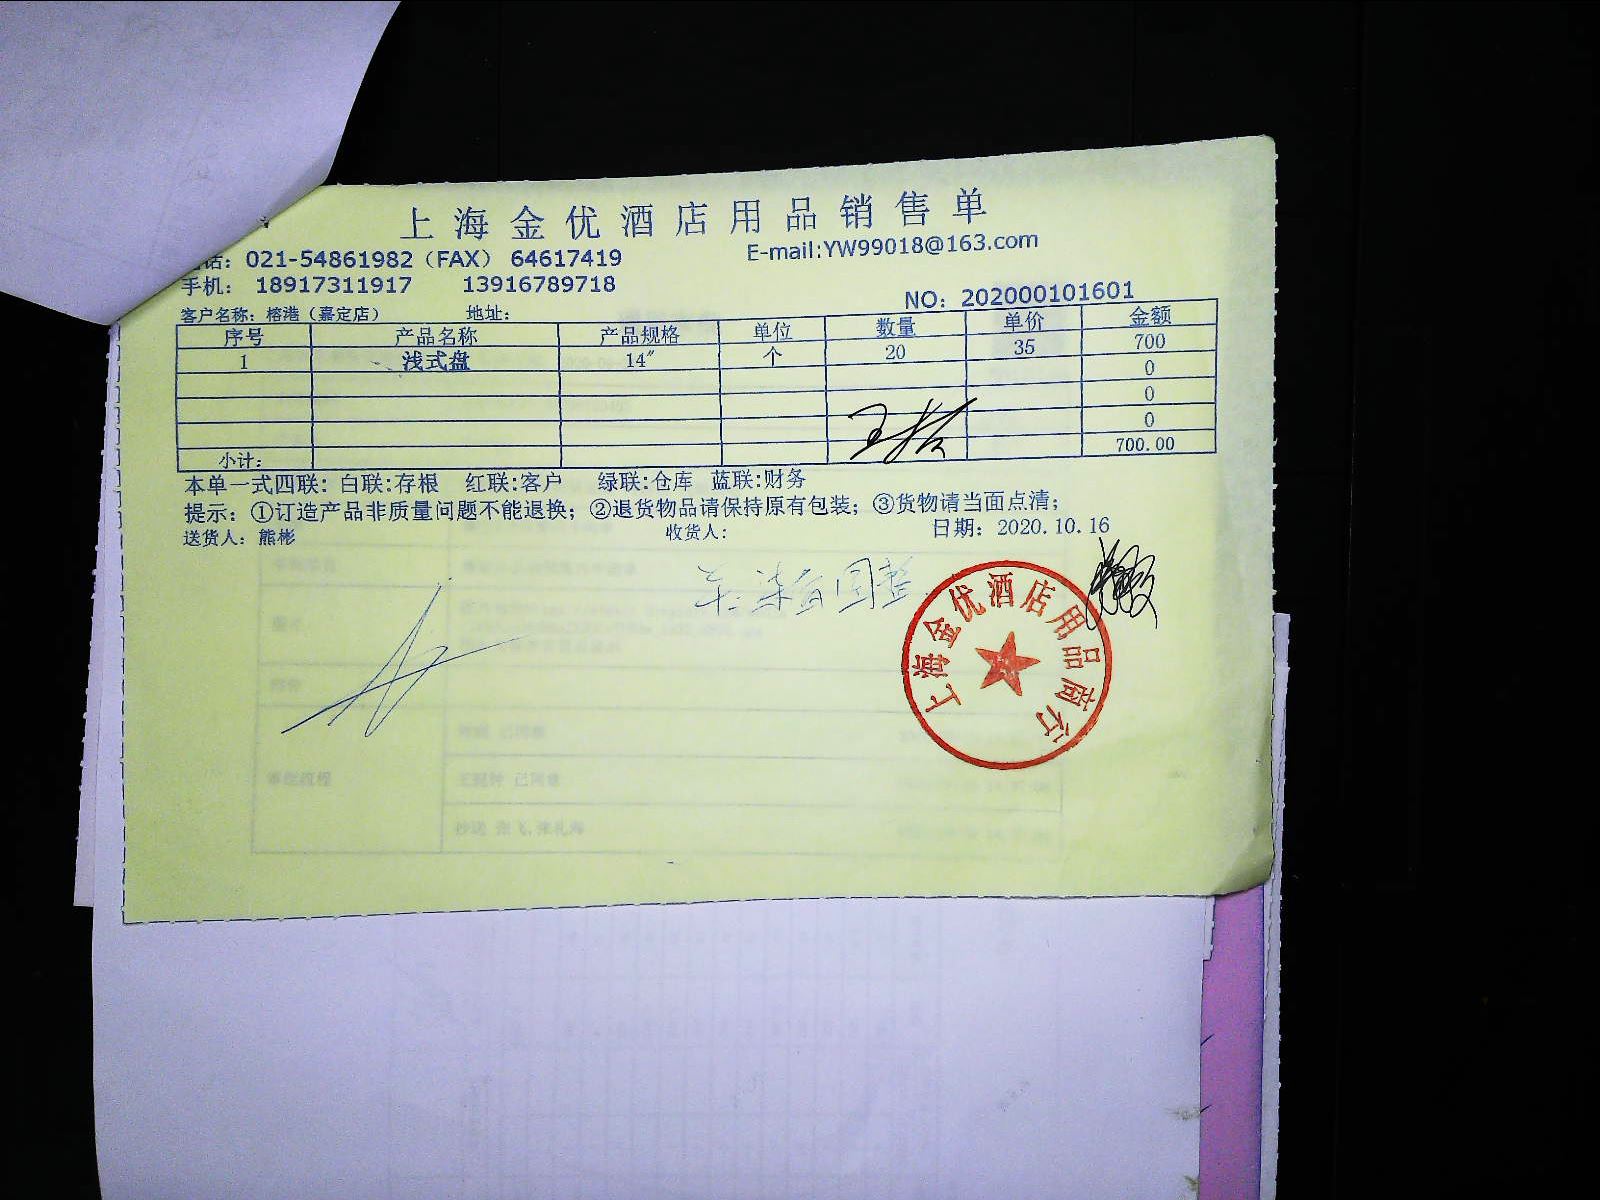 上海金优酒店用品销售单
话：021-54861982（FAX） 64617419 E-mail:YW99018@163.com
手机： 18917311917 13916789718
NO：202000101601
客户名称：榕港（嘉定店） 地址：
序号 产品名称 产品规格 单位 数量 单价 金额
1 浅式盘 14″ 个 20 35 700
0
0
0
小计： 700.00
本单一式四联：白联:存根 红联:客户 绿联:仓库 蓝联:财务
提示：①订造产品非质量问题不能退换；②退货物品请保持原有包装；③货物请当面点清；
送货人：熊彬 收货人： 日期：2020.10.16
上海金优酒店用品商行